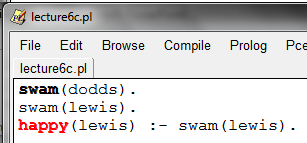 lecture6c.pl
File Edit Browse Compile Prolog Pce
lecture6c.pl
swam(dodds).
swam(lewis).
happy(lewis) :- swam(lewis).